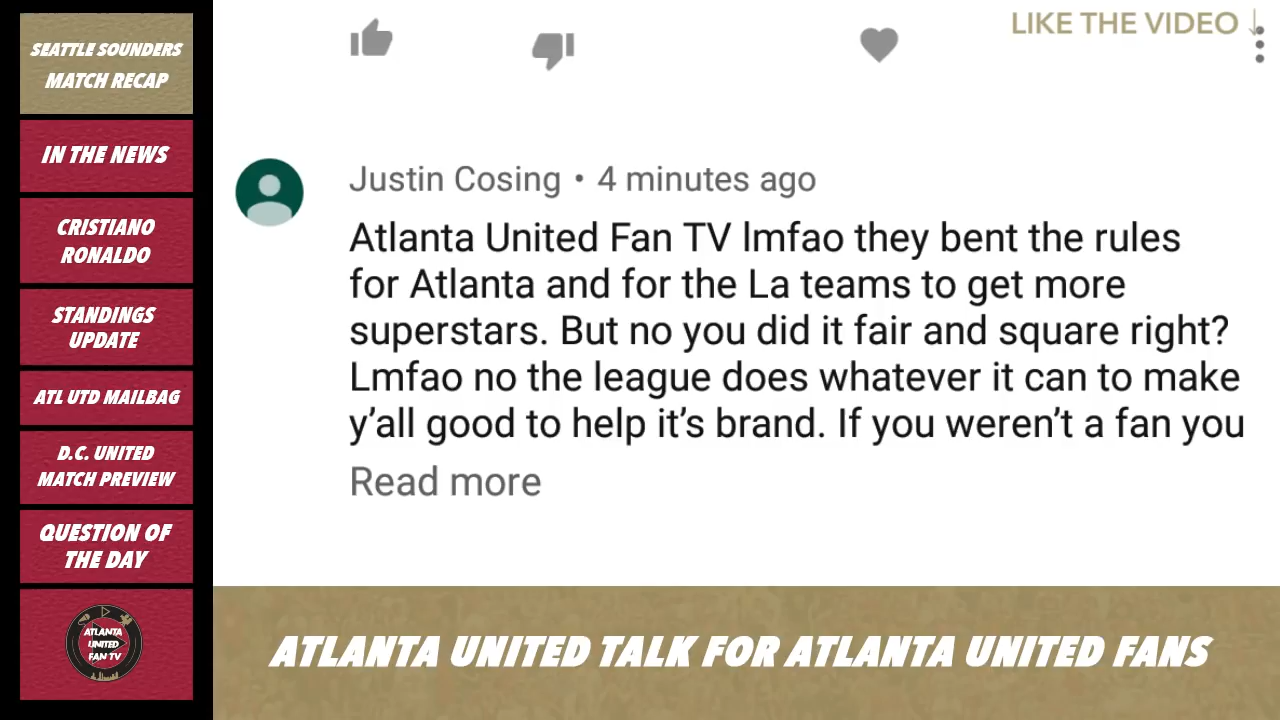 SEATTLE SOUNDERS
MATCH RECAP
IN THE NEWS
CRISTIANO
RONALDO
STANDINGS
UPDATE
ATL UTD MAILBAG
D.C. UNITED
MATCH PREVIEW
QUESTION OF
THE DAY
ATLANTA
UNITED
FAN TV
LIKE THE VIDEO
Justin Cosing • 4 minutes ago
Atlanta United Fan TV lmfao they bent the rules
for Atlanta and for the La teams to get more
superstars. But no you did it fair and square right?
Lmfao no the league does whatever it can to make
y'all good to help it's brand. If you weren't a fan you
Read more
ATLANTA UNITED TALK FOR ATLANTA UNITED FANS